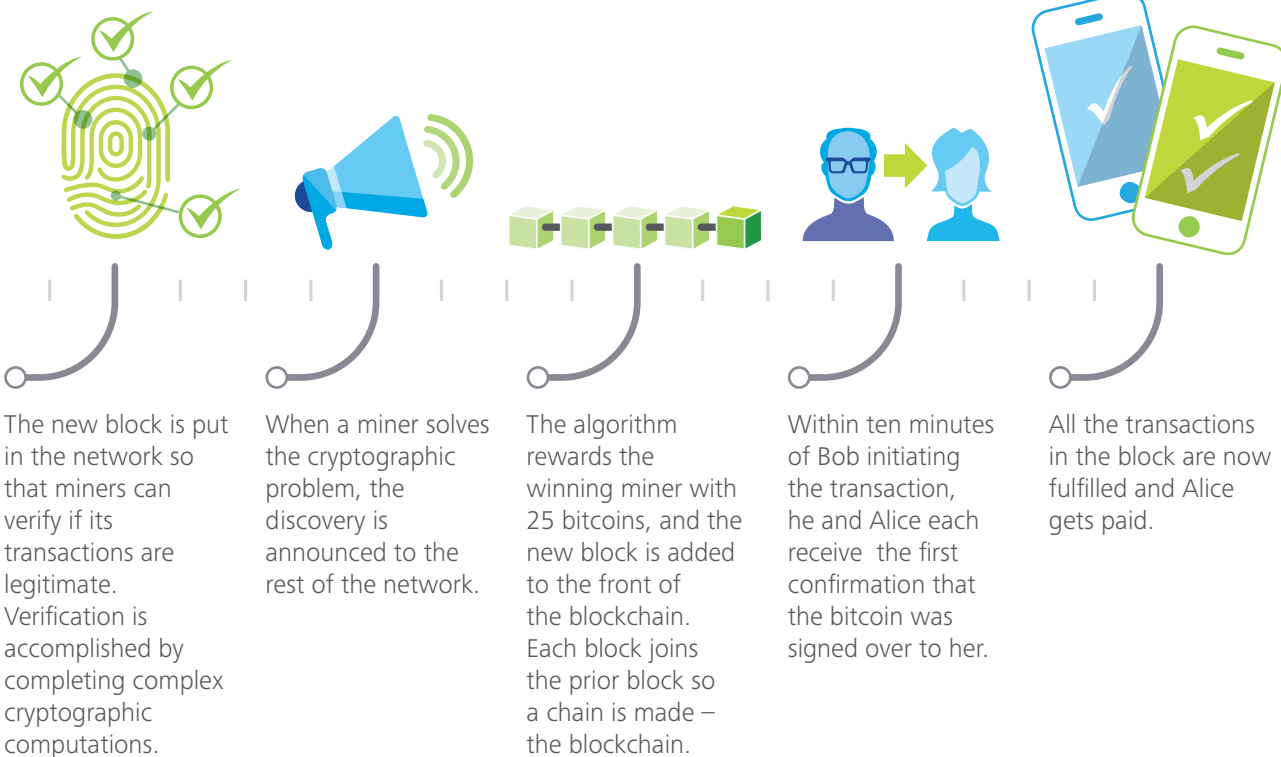 The new block is put
in the network so
that miners can
verify if its
transactions are
legitimate.
Verification is
accomplished by
completing complex
cryptographic
computations.
When a miner solves
the cryptographic
problem, the
discovery is
announced to the
rest of the network.
The algorithm
rewards the
winning miner with
25 bitcoins, and the
new block is added
to the front of
the blockchain.
Each block joins
the prior block so
a chain is made –
the blockchain.
Within ten minutes
of Bob initiating
the transaction,
he and Alice each
receive  the first
confirmation that
the bitcoin was
signed over to her.
All the transactions
in the block are now
fulfilled and Alice
gets paid.